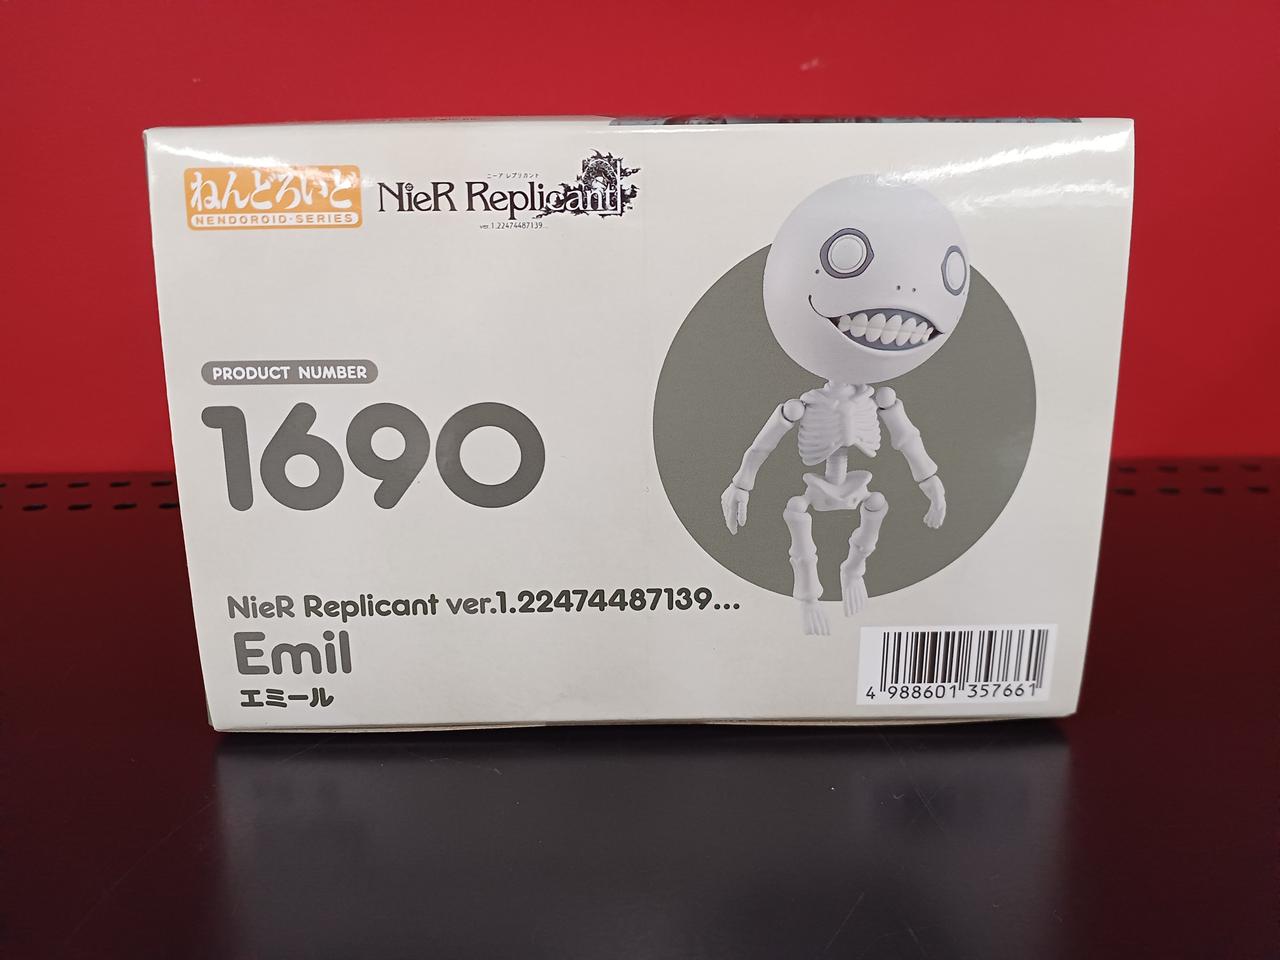 ねんどろいど
NENDOROID·SERIES
ニーア レプリカント
NieR Replicant
ver.1.22474487139...
PRODUCT NUMBER
1690
NieR Replicant ver.1.22474487139...
Emil
エミール
4 988601 357661